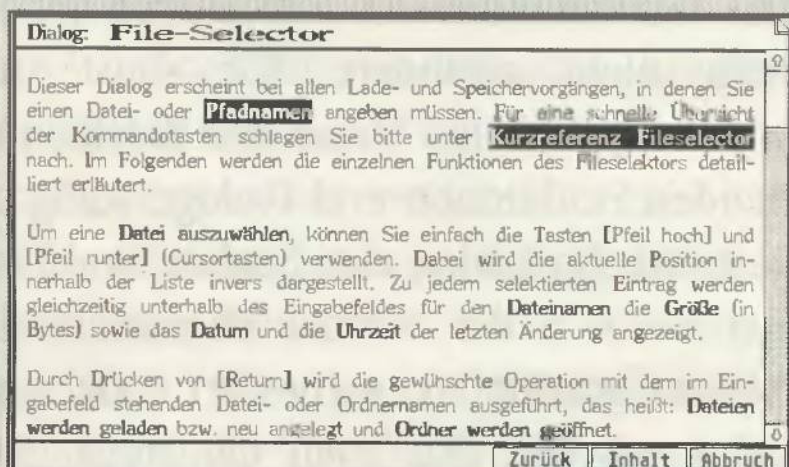 Dialog: File-Selector
Dieser Dialog erscheint bei allen Lade- und Speichervorgängen, in denen Sie
einen Datei- oder Pfadnamen angeben müssen. Für eine schnelle Übersicht
der Kommandotasten schlagen Sie bitte unter Kurzreferenz Fileselector
nach. Im Folgenden werden die einzelnen Funktionen des Fileselektors detail-
liert erläutert.
Um eine Datei auszuwählen, können Sie einfach die Tasten [Pfeil hoch] und
[Pfeil runter] (Cursortasten) verwenden. Dabei wird die aktuelle Position in-
nerhalb der Liste invers dargestellt. Zu jedem selektierten Eintrag werden
gleichzeitig unterhalb des Eingabefeldes für den Dateinamen die Größe (in
Bytes) sowie das Datum und die Uhrzeit der letzten Änderung angezeigt.
Durch Drücken von [Return] wird die gewünschte Operation mit dem im Ein-
gabefeld stehenden Datei- oder Ordnernamen ausgeführt, das heißt: Dateien
werden geladen bzw. neu angelegt und Ordner werden geöffnet.
Zurück Inhalt Abbruch